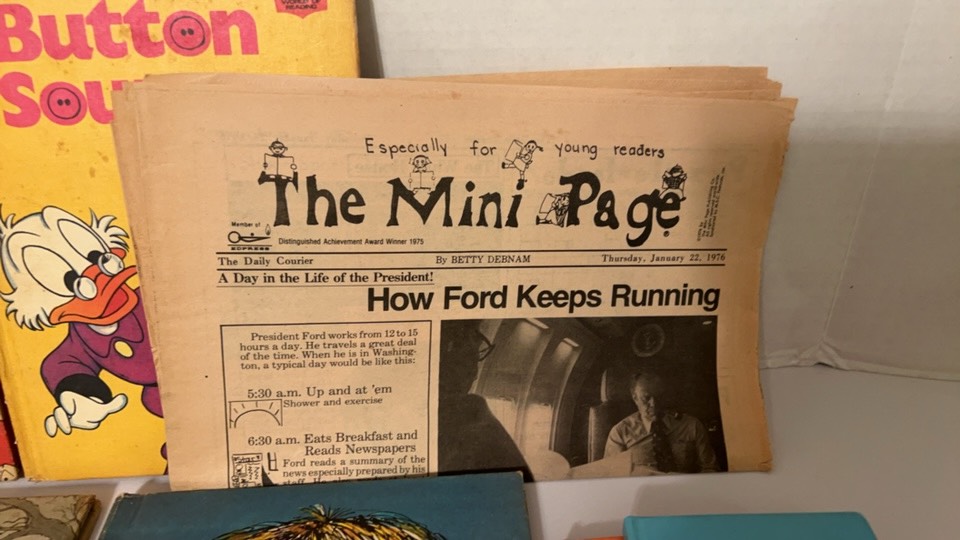 Button
Sou
WORLD OF
READING
Especially for young readers
The Mini Page
Member of
EXPRESS
Distinguished Achievement Award Winner 1975
The Daily Courier By BETTY DEBNAM Thursday, January 22, 1976
A Day in the Life of the President!
How Ford Keeps Running
President Ford works from 12 to 15
hours a day. He travels a great deal
of the time. When he is in Washing-
ton, a typical day would be like this:
5:30 a.m. Up and at 'em
Shower and exercise
6:30 a.m. Eats Breakfast and
Reads Newspapers
Ford reads a summary of the
news especially prepared by his